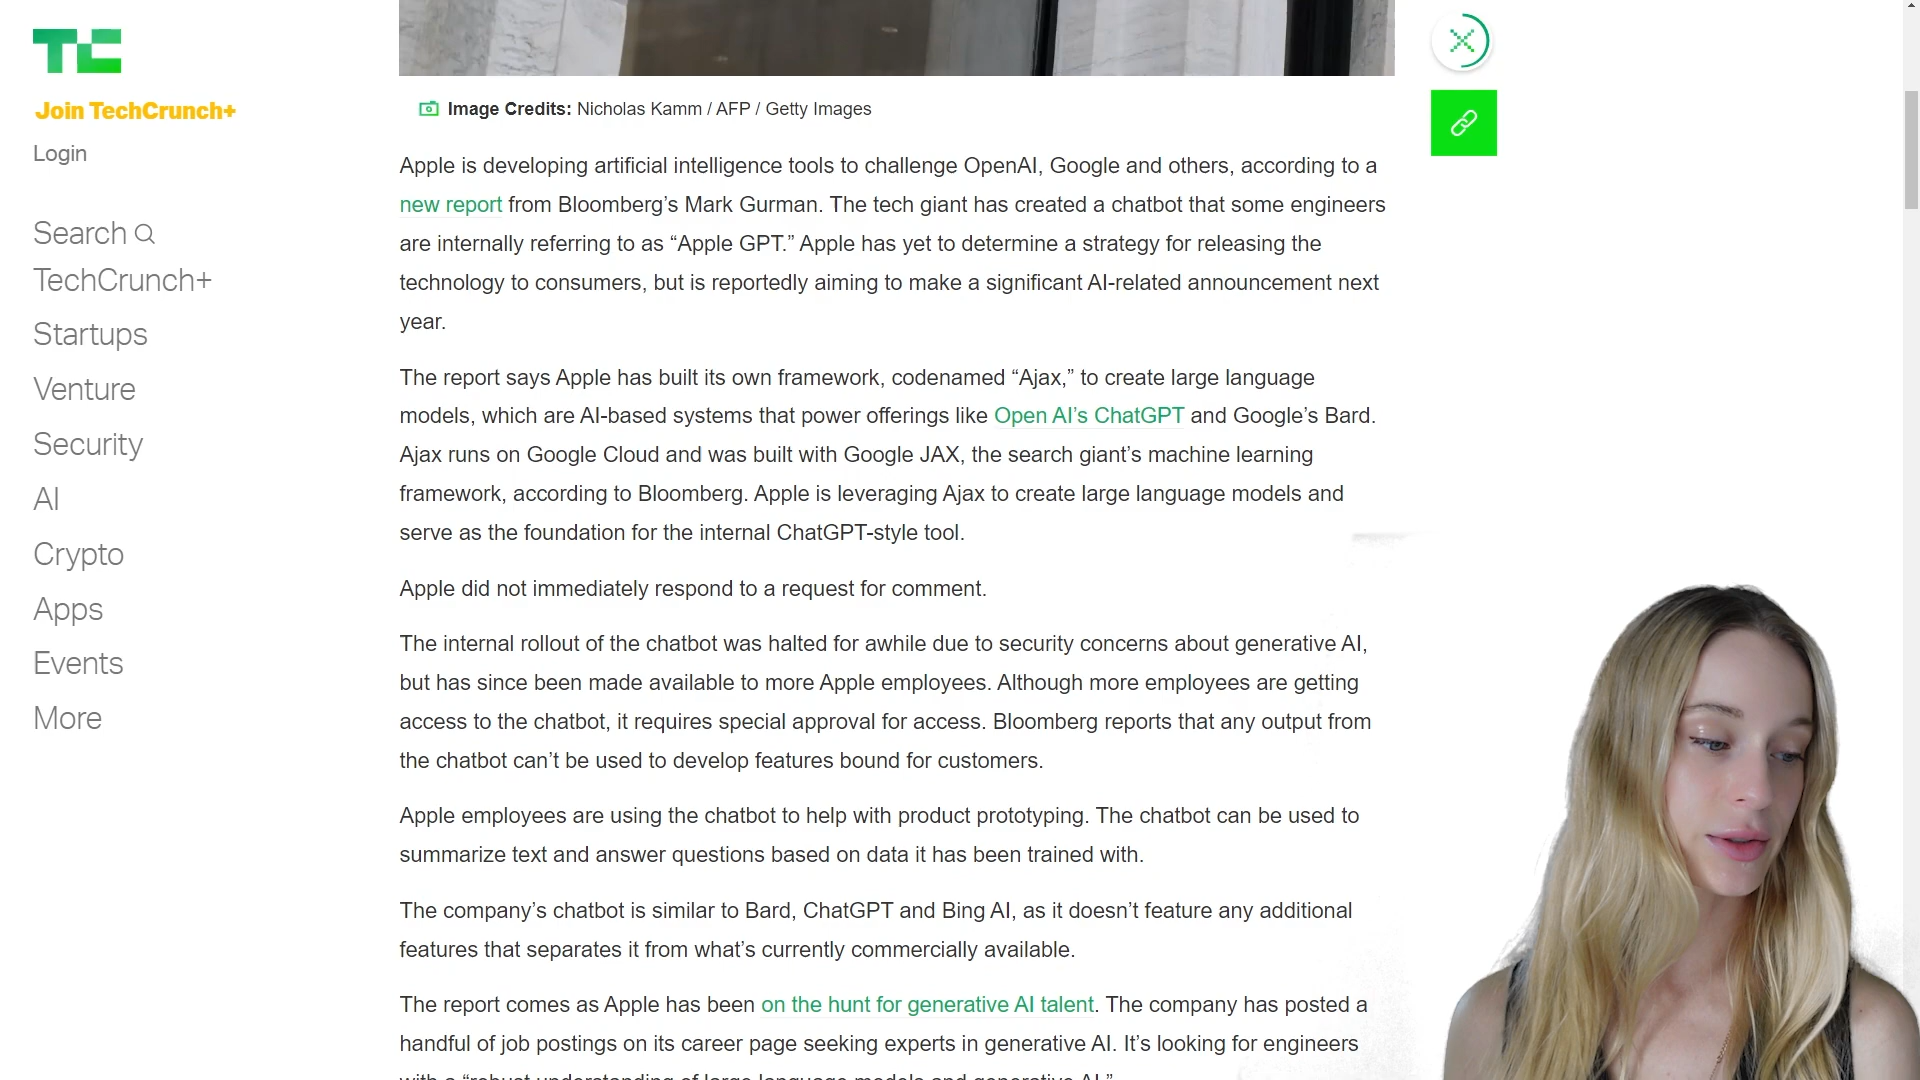 TC
Join TechCrunch+
Login
Search
TechCrunch+
Startups
Venture
Security
AI
Crypto
Apps
Events
More
Image Credits: Nicholas Kamm / AFP / Getty Images
Apple is developing artificial intelligence tools to challenge OpenAI, Google and others, according to a
new report from Bloomberg’s Mark Gurman. The tech giant has created a chatbot that some engineers
are internally referring to as “Apple GPT.” Apple has yet to determine a strategy for releasing the
technology to consumers, but is reportedly aiming to make a significant AI-related announcement next
year.
The report says Apple has built its own framework, codenamed “Ajax,” to create large language
models, which are AI-based systems that power offerings like Open AI’s ChatGPT and Google’s Bard.
Ajax runs on Google Cloud and was built with Google JAX, the search giant’s machine learning
framework, according to Bloomberg. Apple is leveraging Ajax to create large language models and
serve as the foundation for the internal ChatGPT-style tool.
Apple did not immediately respond to a request for comment.
The internal rollout of the chatbot was halted for awhile due to security concerns about generative AI,
but has since been made available to more Apple employees. Although more employees are getting
access to the chatbot, it requires special approval for access. Bloomberg reports that any output from
the chatbot can’t be used to develop features bound for customers.
Apple employees are using the chatbot to help with product prototyping. The chatbot can be used to
summarize text and answer questions based on data it has been trained with.
The company’s chatbot is similar to Bard, ChatGPT and Bing AI, as it doesn’t feature any additional
features that separates it from what’s currently commercially available.
The report comes as Apple has been on the hunt for generative AI talent. The company has posted a
handful of job postings on its career page seeking experts in generative AI. It’s looking for engineers
with a “robust understanding of large language models and generative AI.”